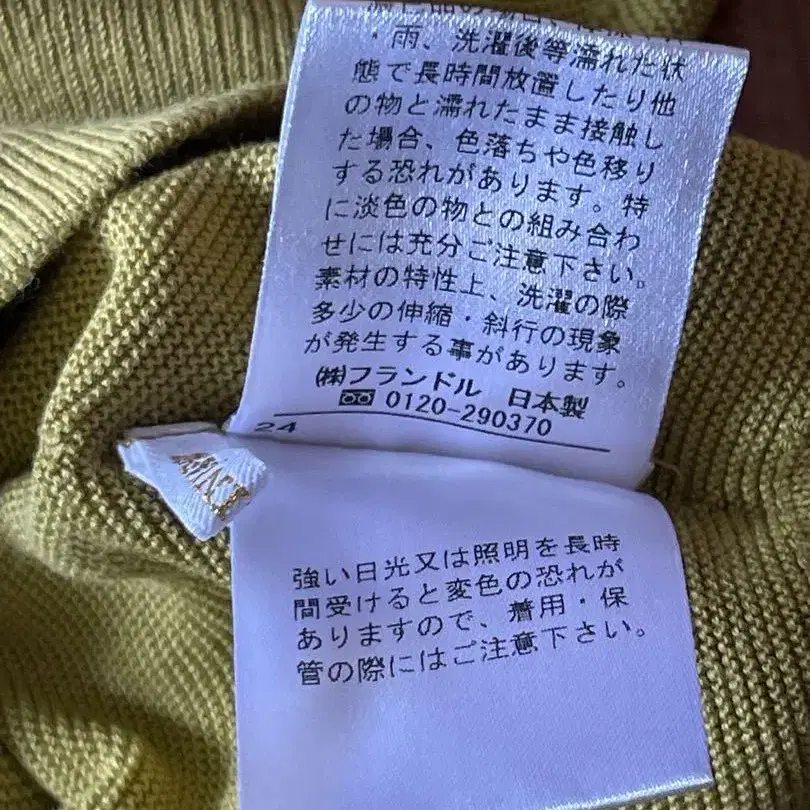 ・雨、洗濯後等濡れた状
態で長時間放置したり他
の物と濡れたまま接触し
た場合、色落ちや色移り
する恐れがあります。特
に淡色の物との組み合わ
せには充分ご注意下さい。
素材の特性上、洗濯の際
多少の伸縮・斜行の現象
が発生する事があります。
㈱フランドル 日本製
0120-290370
24
強い日光又は照明を長時
間受けると変色の恐れが
ありますので、着用・保
管の際にはご注意下さい。